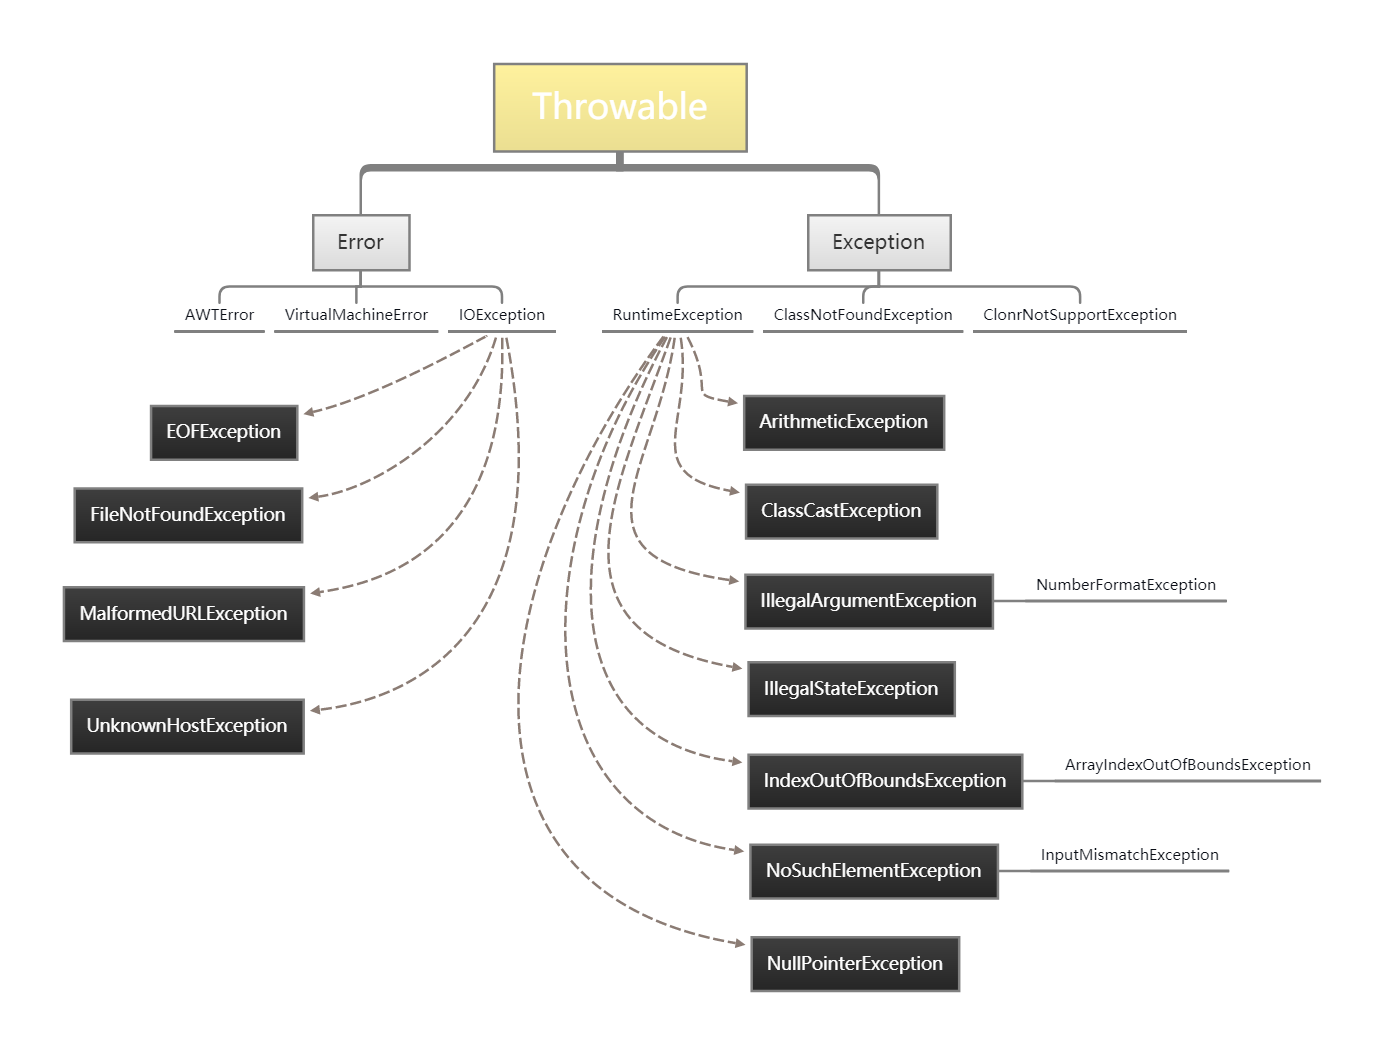 Throwable
Error
Exception
AWTError
VirtualMachineError
IOException
RuntimeException
ClassNotFoundException
ClonrNotSupportException
EOFException
FileNotFoundException
MalformedURLException
UnknownHostException
ArithmeticException
ClassCastException
IllegalArgumentException
NumberFormatException
IllegalStateException
IndexOutOfBoundsException
ArrayIndexOutOfBoundsException
NoSuchElementException
InputMismatchException
NullPointerException